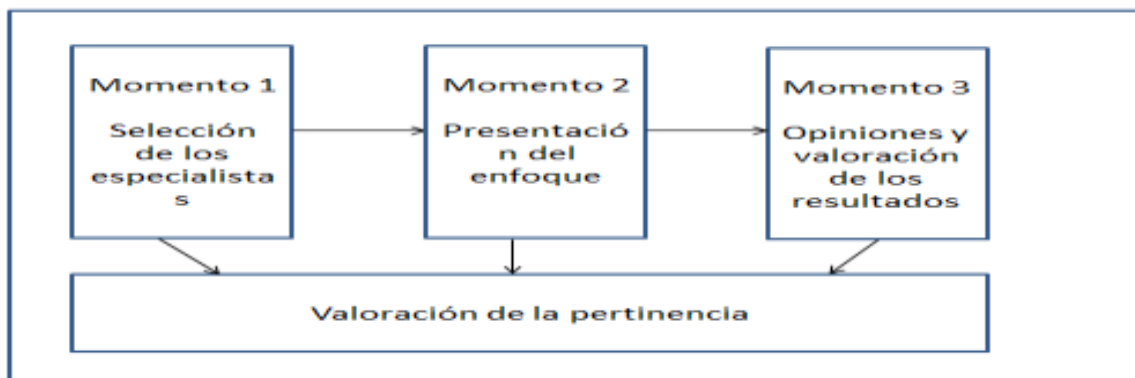 Momento 1
Selección
de los
especialista
s
Momento 2
Presentació
n del
enfoque
Momento 3
Opiniones y
valoración
de los
resultados
Valoración de la pertinencia